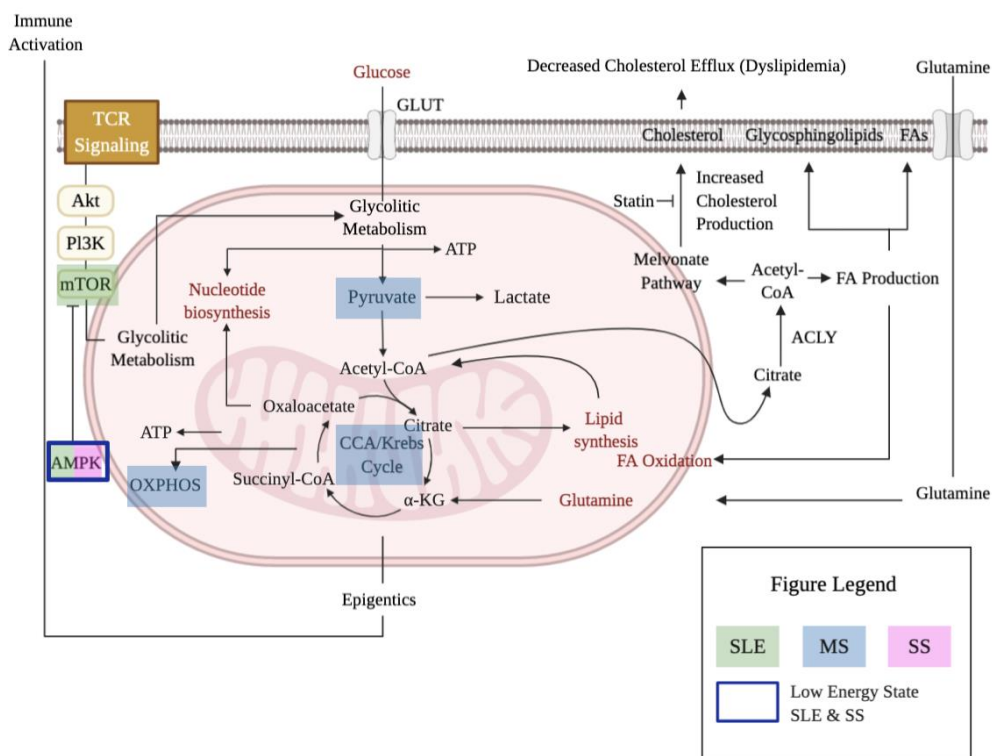 Immune
Activation
Glucose
GLUT
Decreased Cholesterol Efflux (Dyslipidemia)
Glutamine
TCR
Signaling
Cholesterol
Glycosphingolipids
FAs
Akt
Pl3K
mTOR
Glycolitic
Metabolism
Glycolitic
Metabolism
Statin
Increased
Cholesterol
Production
ATP
Nucleotide
biosynthesis
Pyruvate
Lactate
Melvonate
Pathway
Acetyl-
CoA
FA Production
ACLY
Acetyl-CoA
Citrate
Oxaloacetate
Citrate
Lipid
synthesis
ATP
CCA/Krebs
Cycle
FA Oxidation
AMPK
OXPHOS
Succinyl-CoA
α-KG
Glutamine
Glutamine
Epigentics
Figure Legend
SLE
MS
SS
Low Energy State
SLE & SS